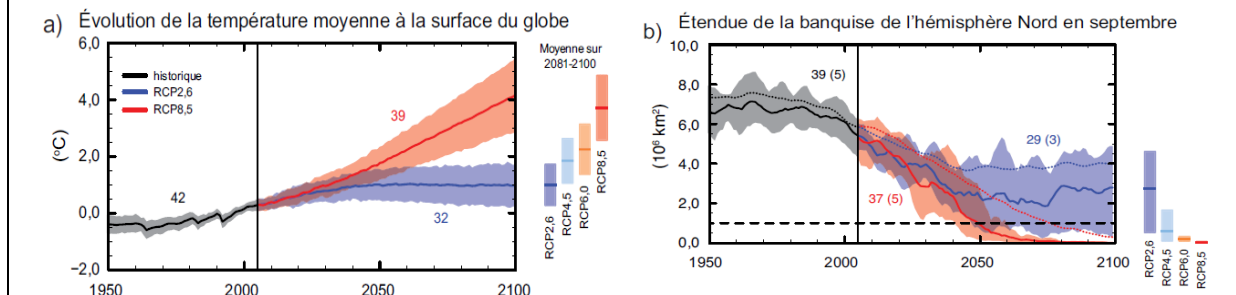 a) Évolution de la température moyenne à la surface du globe
6,0
4,0
2,0
0,0
−2,0
(°C)
historique
RCP2,6
RCP8,5
39
42
32
1950 2000 2050 2100
Moyenne sur
2081-2100
RCP2,6
RCP4,5
RCP6,0
RCP8,5
b) Étendue de la banquise de l'hémisphère Nord en septembre
10,0
8,0
6,0
4,0
2,0
0,0
(10⁶ km²)
39 (5)
29 (3)
37 (5)
1950 2000 2050 2100
RCP2,6
RCP4,5
RCP6,0
RCP8,5